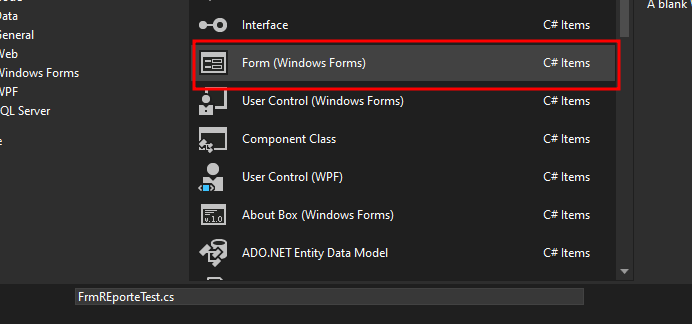 Data
General
Web
Windows Forms
WPF
SQL Server
Interface C# Items
Form (Windows Forms) C# Items
User Control (Windows Forms) C# Items
Component Class C# Items
User Control (WPF) C# Items
v.1.0
About Box (Windows Forms) C# Items
ADO.NET Entity Data Model C# Items
A blank
FrmREporteTest.cs